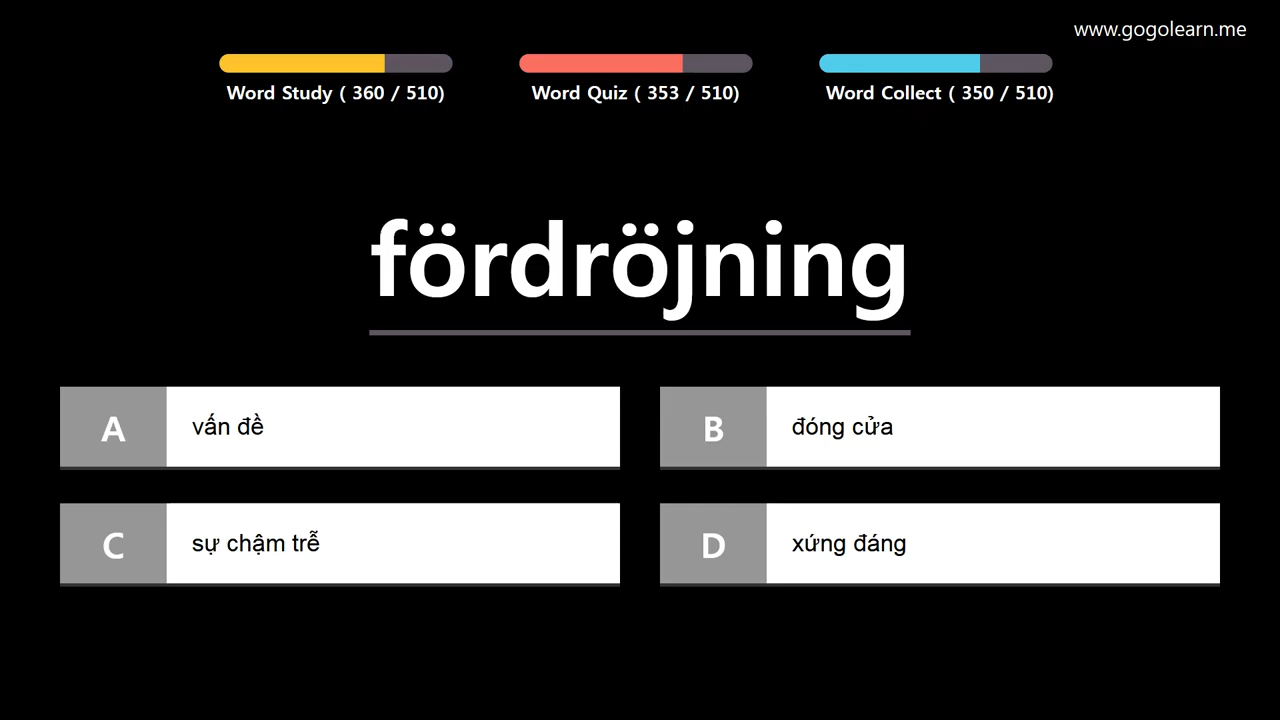 www.gogolearn.me
Word Study ( 360 / 510)
Word Quiz ( 353 / 510)
Word Collect ( 350 / 510)
fördröjning
A
vấn đề
B
đóng cửa
C
sự chậm trễ
D
xứng đáng